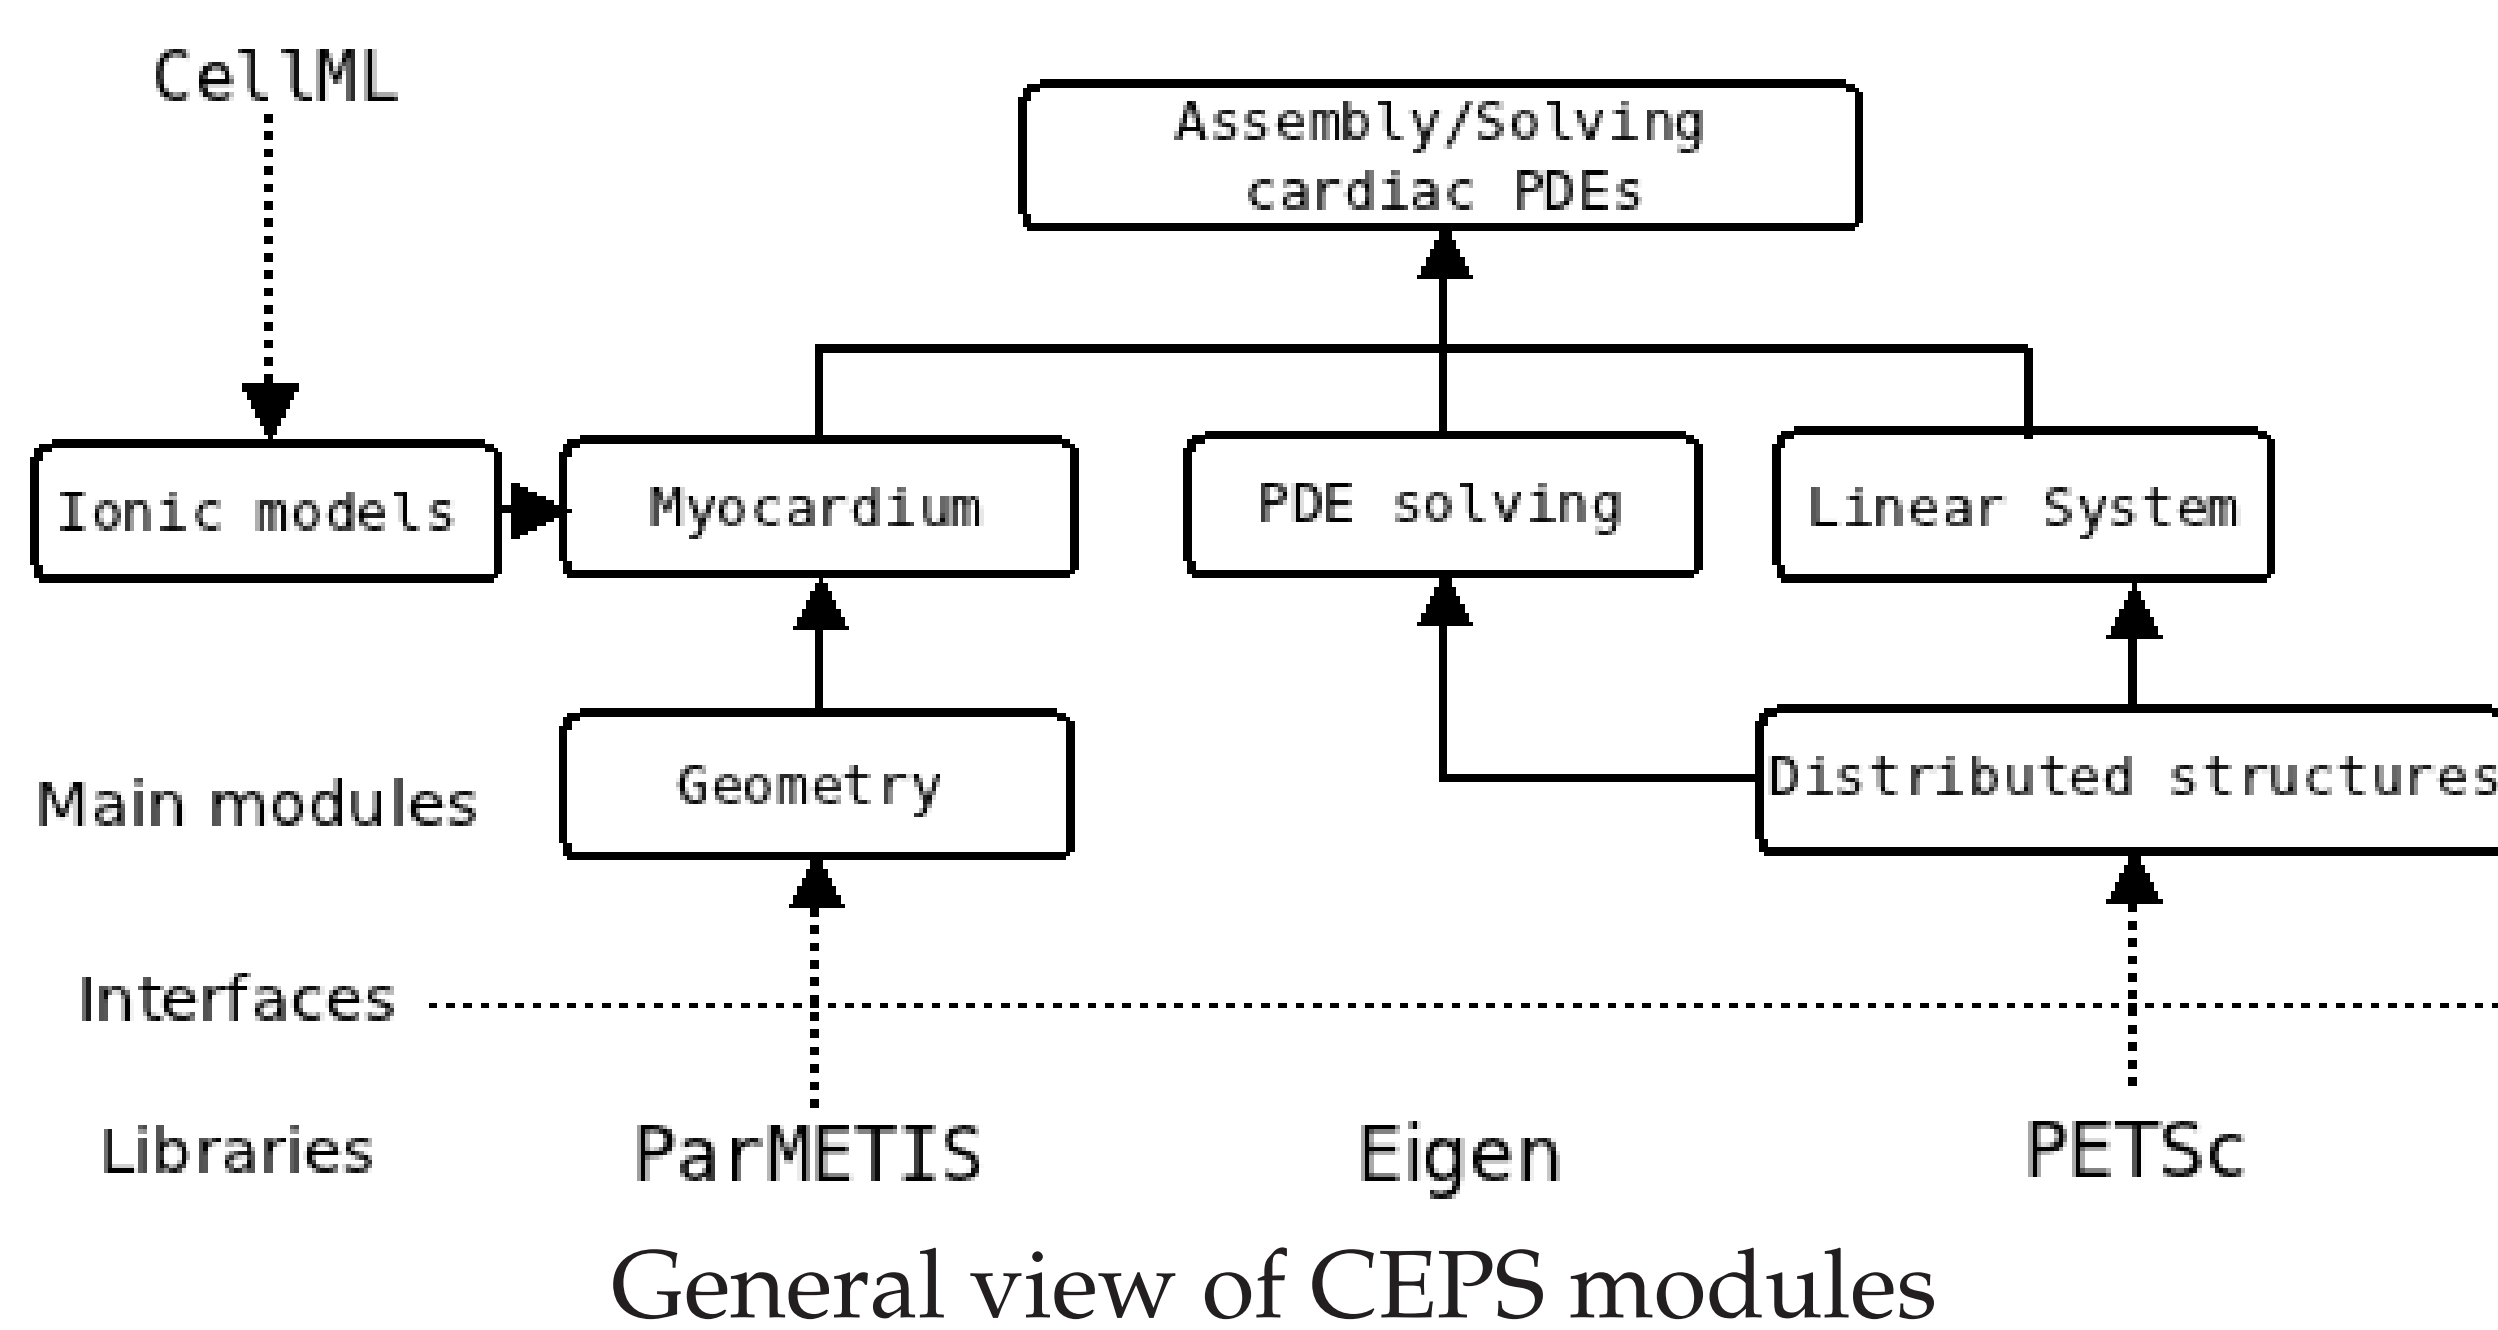 CellML
Assembly/Solving
cardiac PDEs
Ionic models
Myocardium
PDE solving
Linear System
Main modules
Geometry
Distributed structures
Interfaces
Libraries
ParMETIS
Eigen
PETSc
General view of CEPS modules